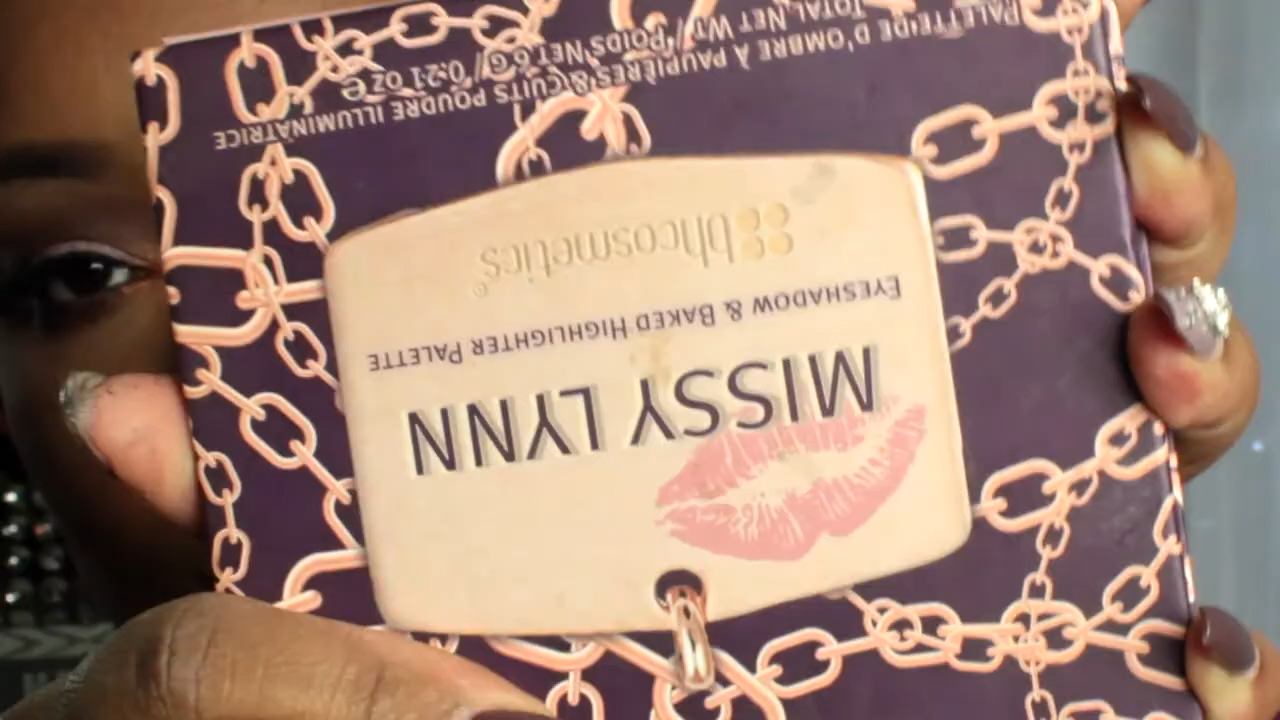 bhcosmetics®
EYESHADOW & BAKED HIGHLIGHTER PALETTE
MISSY LYNN
PALETTE DE D'OMBRE À PAUPIÈRES & CUITS POUDRE ILLUMINATRICE
TOTAL NET WT / POIDS NET 6 G / 0.21 OZ e